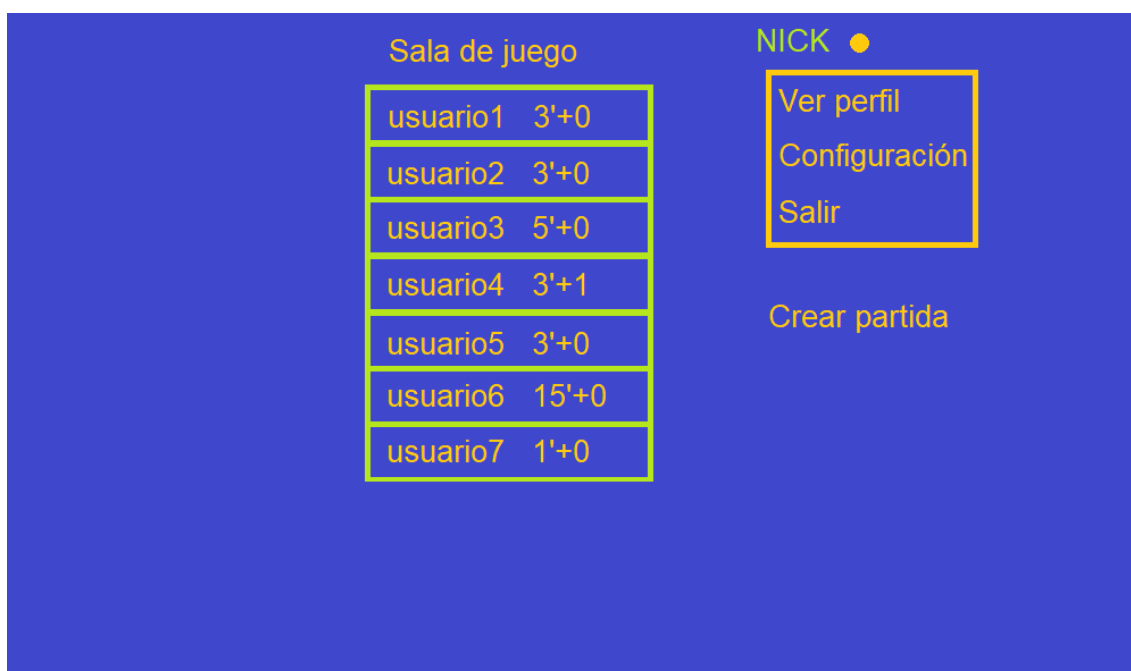 Sala de juego
usuario1 3'+0
usuario2 3'+0
usuario3 5'+0
usuario4 3'+1
usuario5 3'+0
usuario6 15'+0
usuario7 1'+0
NICK
Ver perfil
Configuración
Salir
Crear partida